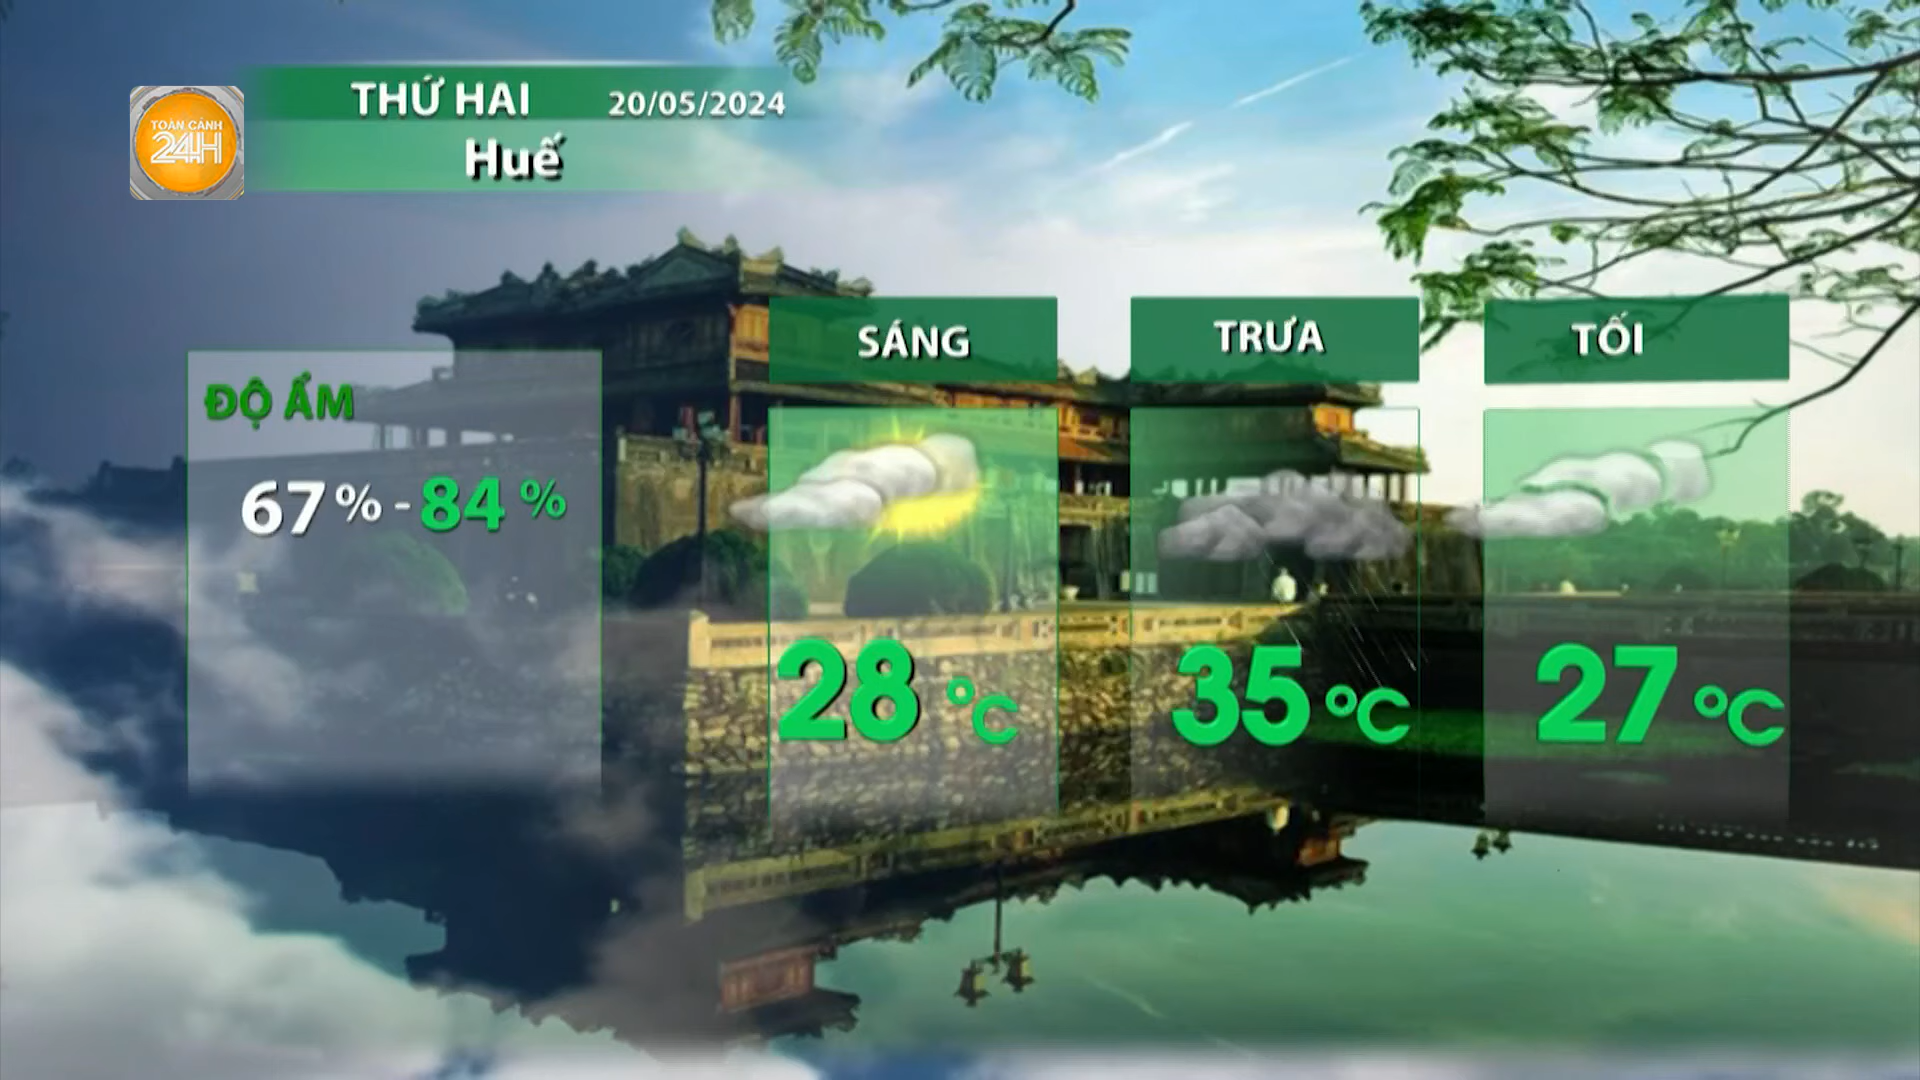 TOÀN CẢNH
24H
THỨ HAI 20/05/2024
Huế
SÁNG TRƯA TỐI
ĐỘ ẨM
67% - 84%
28 °C 35 °C 27 °C